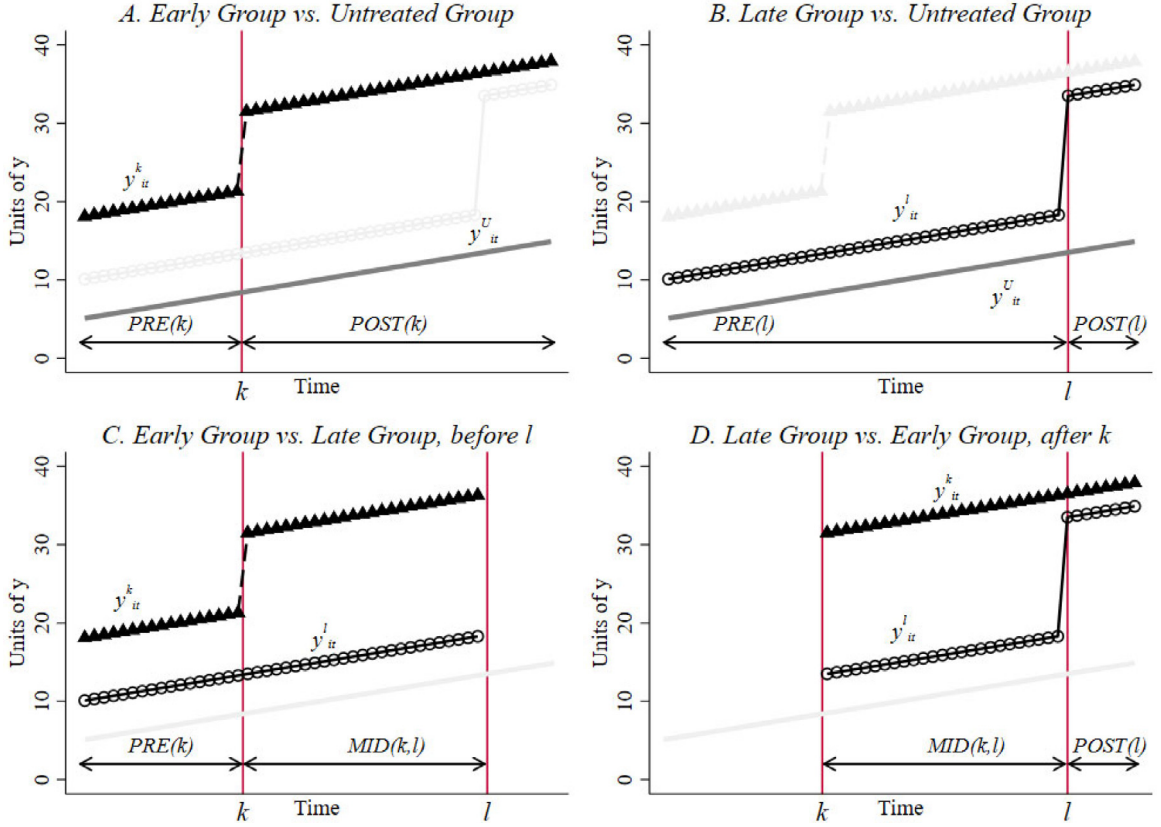 A. Early Group vs. Untreated Group
Units of y
0 10 20 30 40
y^k_it
y^U_it
PRE(k)
POST(k)
k
Time
B. Late Group vs. Untreated Group
Units of y
0 10 20 30 40
y^l_it
y^U_it
PRE(l)
POST(l)
Time
l
C. Early Group vs. Late Group, before l
Units of y
0 10 20 30 40
y^k_it
y^l_it
PRE(k)
MID(k,l)
k
Time
l
D. Late Group vs. Early Group, after k
Units of y
0 10 20 30 40
y^k_it
y^l_it
MID(k,l)
POST(l)
Time
k
l